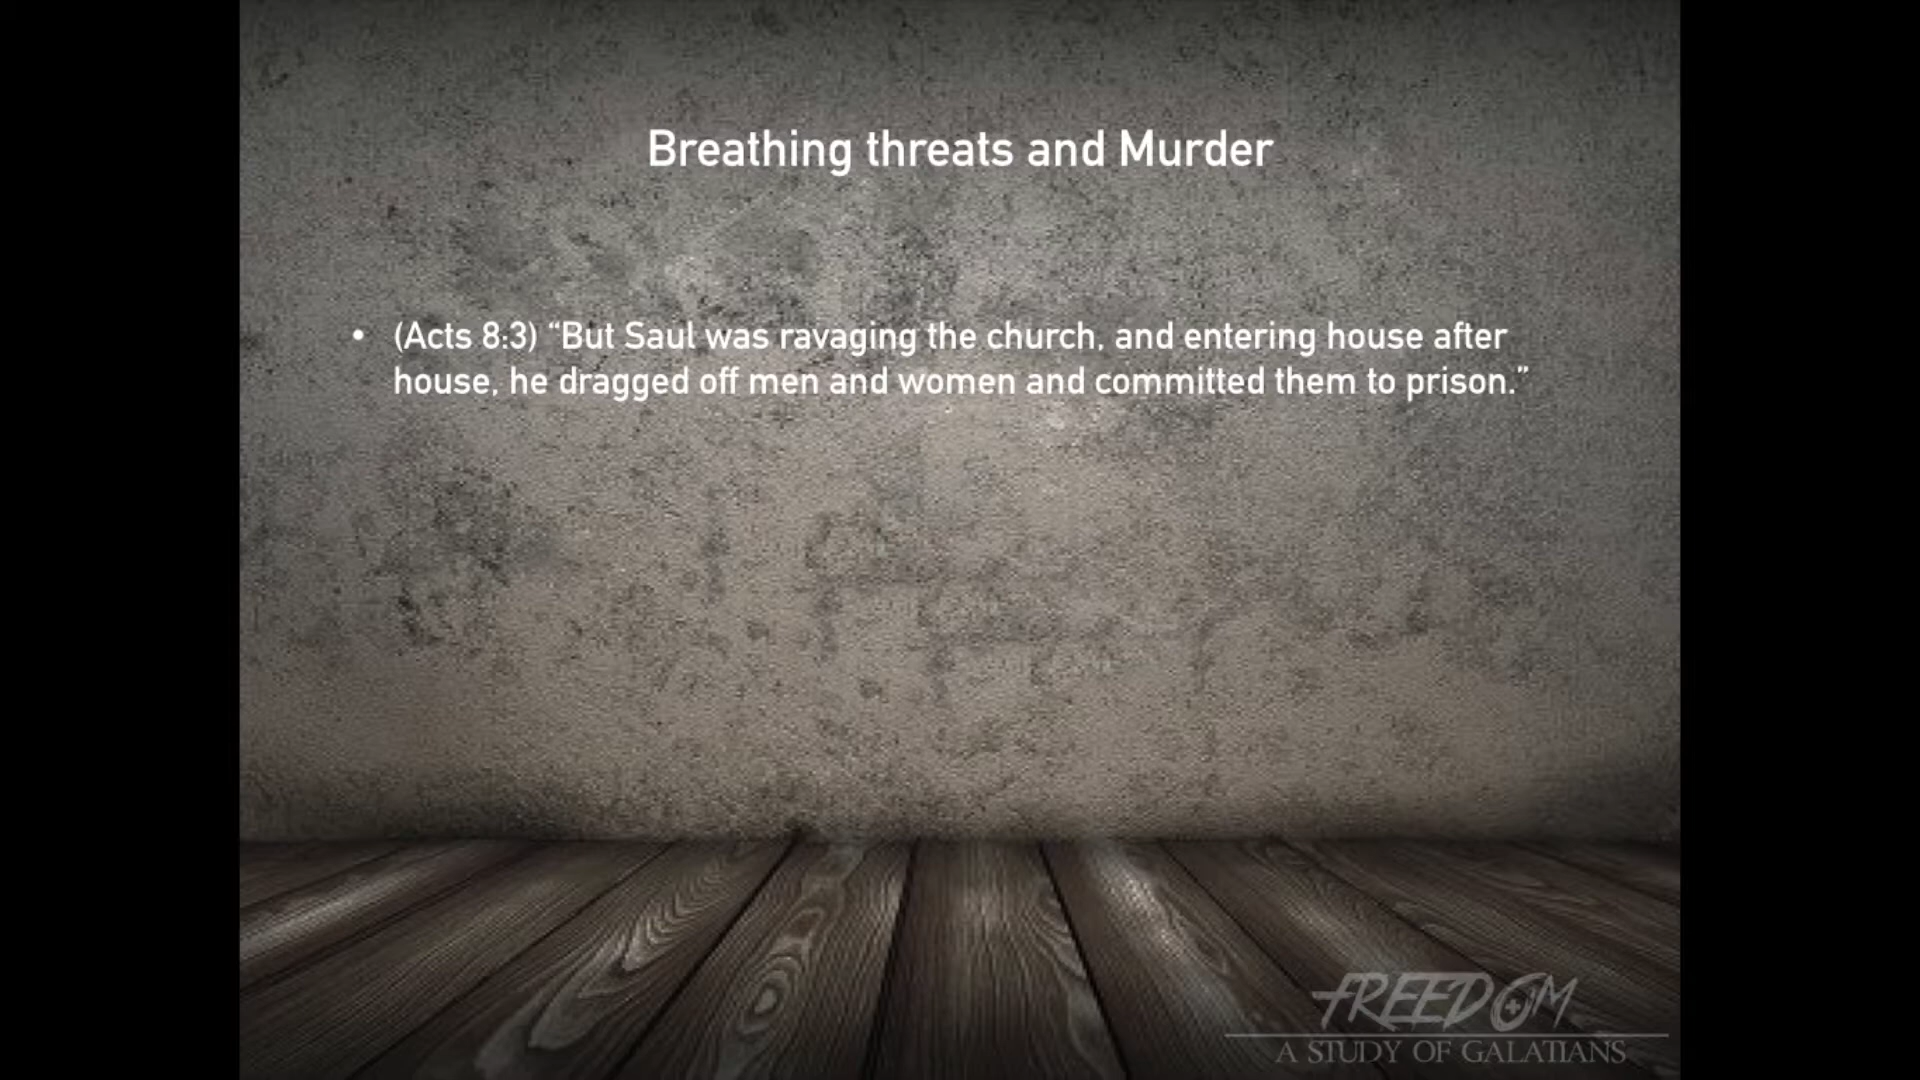 Breathing threats and Murder
• (Acts 8:3) “But Saul was ravaging the church, and entering house after
house, he dragged off men and women and committed them to prison.”
FREEDOM
A STUDY OF GALATIANS